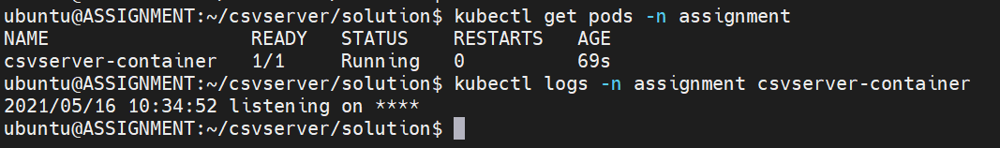 ubuntu@ASSIGNMENT:~/csvserver/solution$ kubectl get pods -n assignment
NAME                  READY   STATUS    RESTARTS   AGE
csvserver-container   1/1     Running   0          69s
ubuntu@ASSIGNMENT:~/csvserver/solution$ kubectl logs -n assignment csvserver-container
2021/05/16 10:34:52 listening on ****
ubuntu@ASSIGNMENT:~/csvserver/solution$